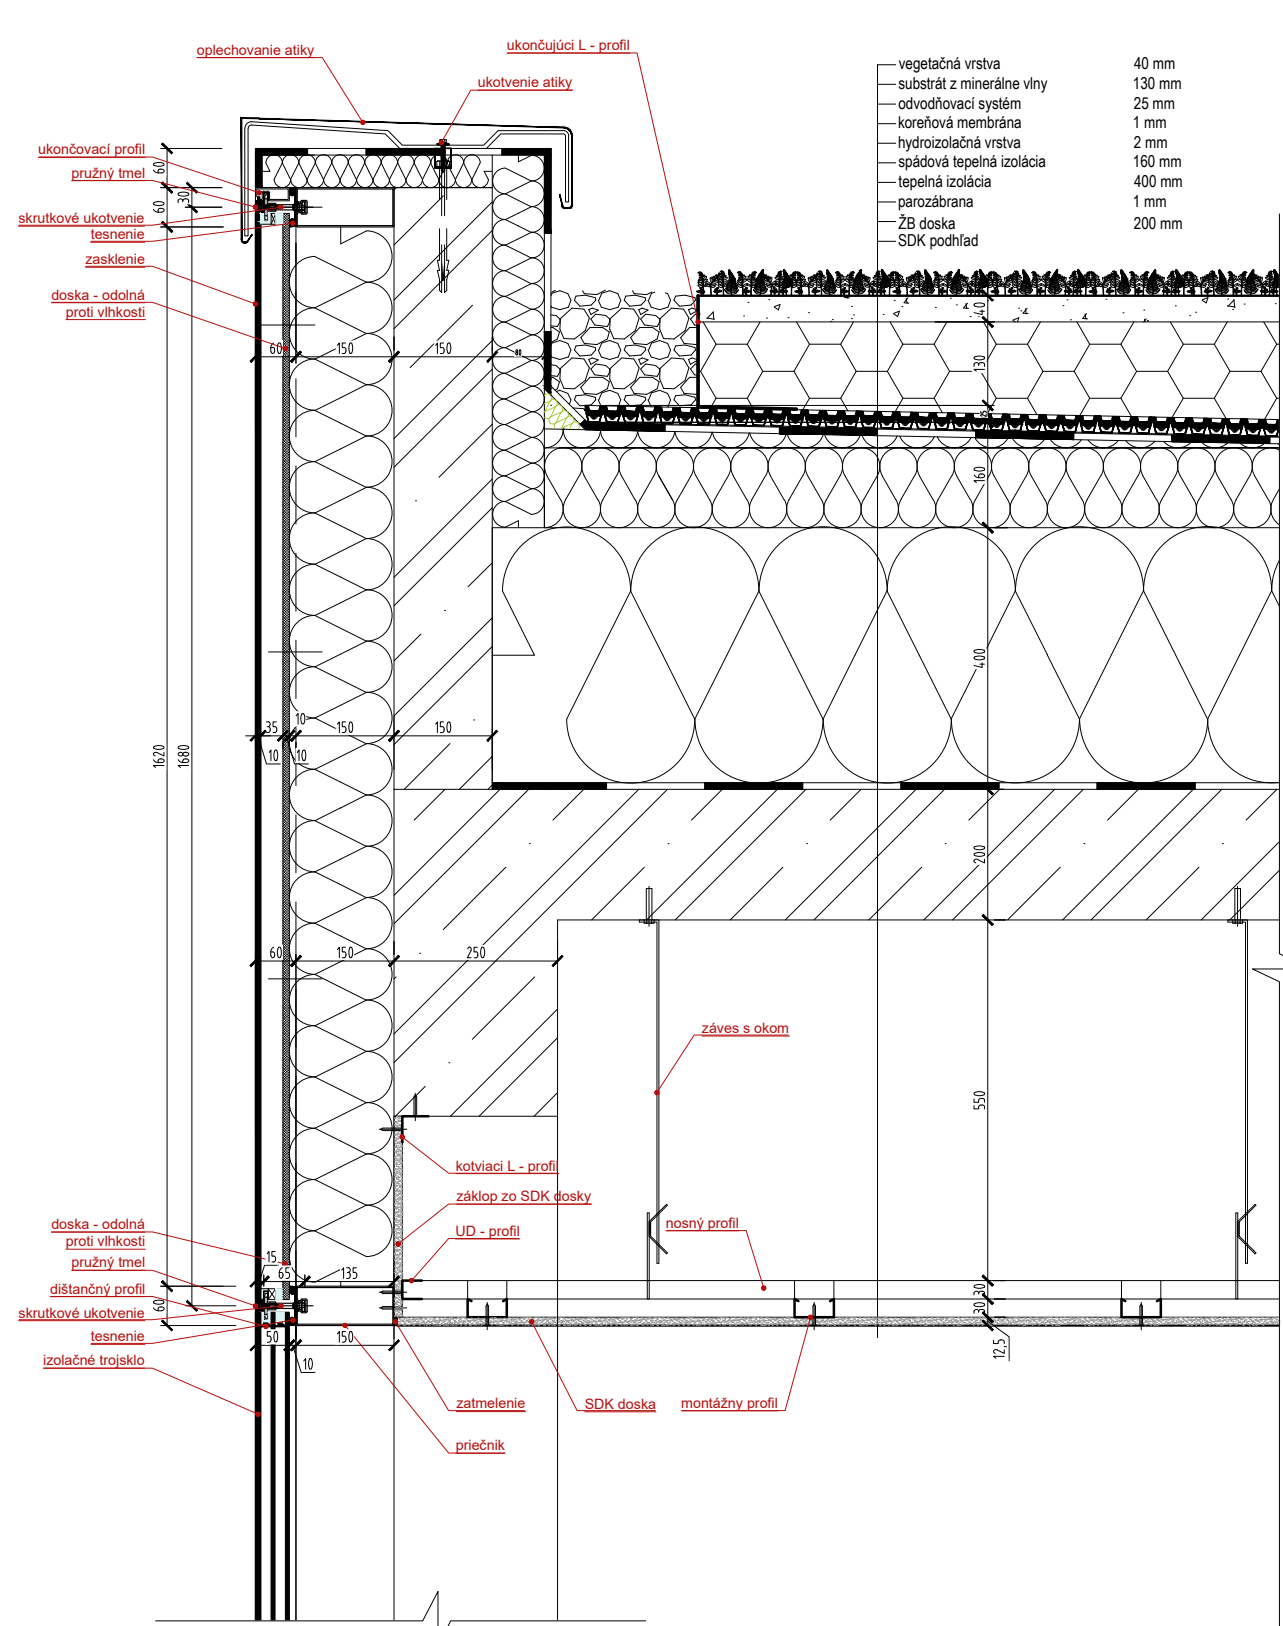 oplechovanie atiky
ukončujúci L - profil
ukotvenie atiky
vegetačná vrstva 40 mm
substrát z minerálne vlny 130 mm
odvodňovací systém 25 mm
koreňová membrána 1 mm
hydroizolačná vrstva 2 mm
spádová tepelná izolácia 160 mm
tepelná izolácia 400 mm
parozábrana 1 mm
ŽB doska 200 mm
SDK podhľad
ukončovací profil
pružný tmel
skrutkové ukotvenie
tesnenie
zasklenie
doska - odolná
proti vlhkosti
60
60
30
60 150 150 80
40
130
25
160
400
200
550
30
30
12,5
1620
1680
35 10 150 150
10 10
60 150 250
záves s okom
kotviaci L - profil
záklop zo SDK dosky
UD - profil
nosný profil
doska - odolná
proti vlhkosti
pružný tmel
dištančný profil
skrutkové ukotvenie
tesnenie
izolačné trojsklo
15
65 135
60
50 150
10
zatmelenie
SDK doska
montážny profil
priečnik